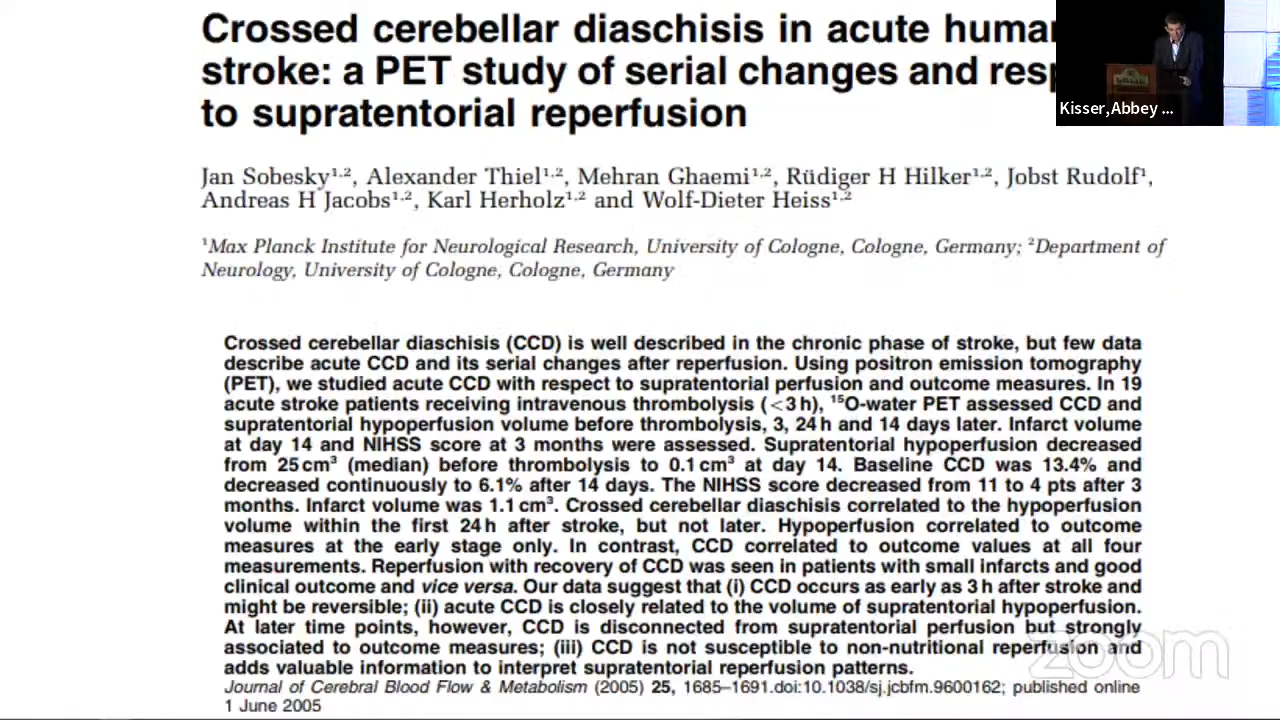 Crossed cerebellar diaschisis in acute huma
stroke: a PET study of serial changes and resp
to supratentorial reperfusion
Kisser,Abbey ...
Jan Sobesky¹,², Alexander Thiel¹,², Mehran Ghaemi¹,², Rüdiger H Hilker¹,², Jobst Rudolf¹,
Andreas H Jacobs¹,², Karl Herholz¹,² and Wolf-Dieter Heiss¹,²
¹Max Planck Institute for Neurological Research, University of Cologne, Cologne, Germany; ²Department of
Neurology, University of Cologne, Cologne, Germany
Crossed cerebellar diaschisis (CCD) is well described in the chronic phase of stroke, but few data
describe acute CCD and its serial changes after reperfusion. Using positron emission tomography
(PET), we studied acute CCD with respect to supratentorial perfusion and outcome measures. In 19
acute stroke patients receiving intravenous thrombolysis (<3 h), ¹⁵O-water PET assessed CCD and
supratentorial hypoperfusion volume before thrombolysis, 3, 24 h and 14 days later. Infarct volume
at day 14 and NIHSS score at 3 months were assessed. Supratentorial hypoperfusion decreased
from 25 cm³ (median) before thrombolysis to 0.1 cm³ at day 14. Baseline CCD was 13.4% and
decreased continuously to 6.1% after 14 days. The NIHSS score decreased from 11 to 4 pts after 3
months. Infarct volume was 1.1 cm³. Crossed cerebellar diaschisis correlated to the hypoperfusion
volume within the first 24 h after stroke, but not later. Hypoperfusion correlated to outcome
measures at the early stage only. In contrast, CCD correlated to outcome values at all four
measurements. Reperfusion with recovery of CCD was seen in patients with small infarcts and good
clinical outcome and vice versa. Our data suggest that (i) CCD occurs as early as 3 h after stroke and
might be reversible; (ii) acute CCD is closely related to the volume of supratentorial hypoperfusion.
At later time points, however, CCD is disconnected from supratentorial perfusion but strongly
associated to outcome measures; (iii) CCD is not susceptible to non-nutritional reperfusion and
adds valuable information to interpret supratentorial reperfusion patterns.
Journal of Cerebral Blood Flow & Metabolism (2005) 25, 1685–1691.doi:10.1038/sj.jcbfm.9600162; published online
1 June 2005
zoom